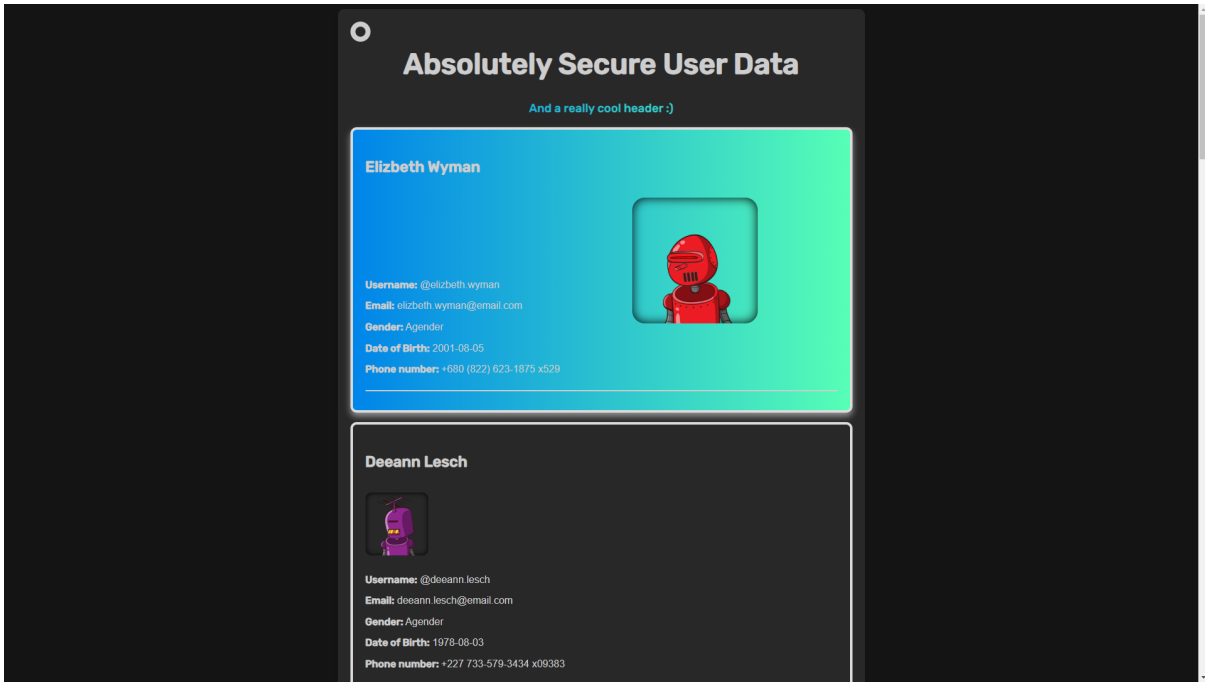 Absolutely Secure User Data
And a really cool header :)
Elizbeth Wyman
Username: @elizbeth.wyman
Email: elizbeth.wyman@email.com
Gender: Agender
Date of Birth: 2001-08-05
Phone number: +680 (822) 623-1875 x529
Deeann Lesch
Username: @deeann.lesch
Email: deeann.lesch@email.com
Gender: Agender
Date of Birth: 1978-08-03
Phone number: +227 733-579-3434 x09383